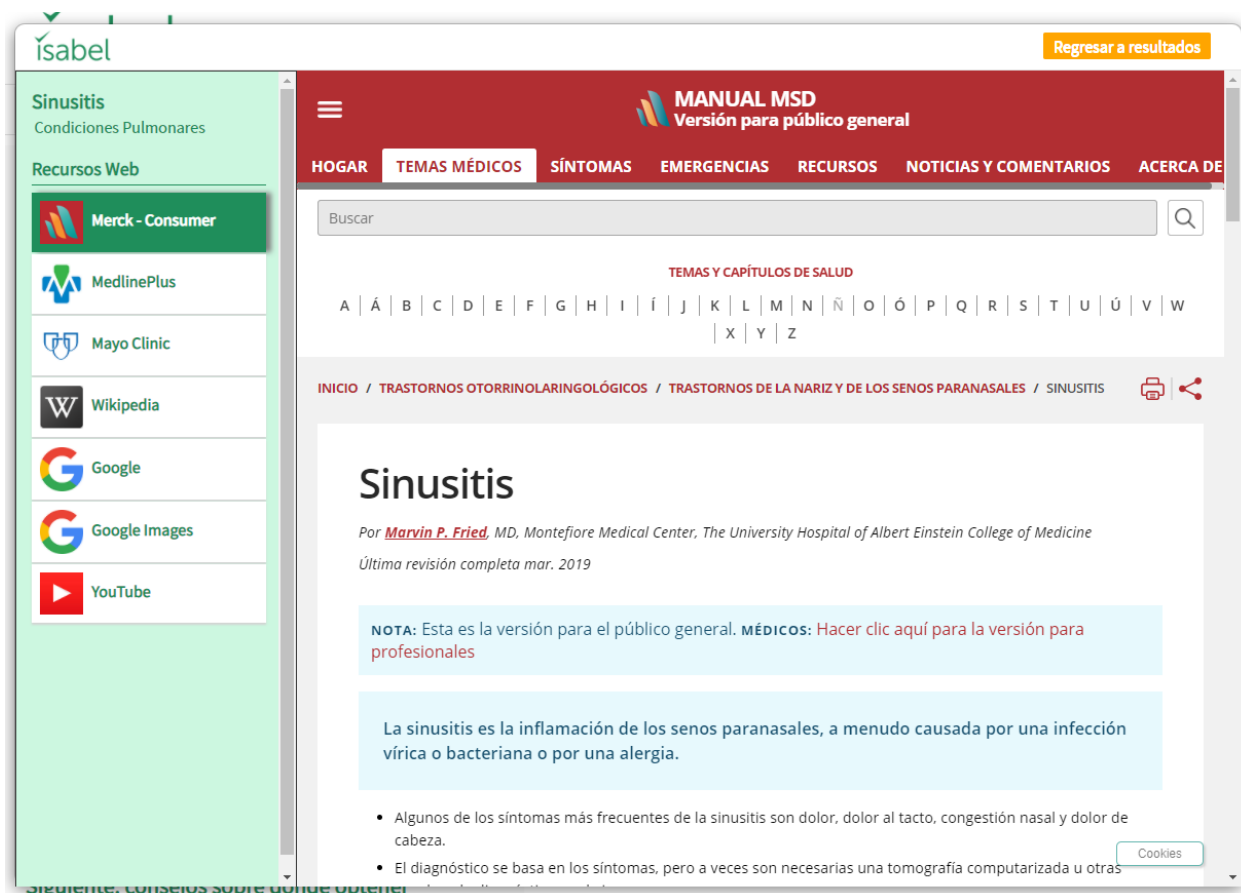 isabel
Regresar a resultados
Sinusitis
Condiciones Pulmonares
Recursos Web
Merck - Consumer
MedlinePlus
Mayo Clinic
Wikipedia
Google
Google Images
YouTube
MANUAL MSD
Versión para público general
HOGAR TEMAS MÉDICOS SÍNTOMAS EMERGENCIAS RECURSOS NOTICIAS Y COMENTARIOS ACERCA DE
Buscar
TEMAS Y CAPÍTULOS DE SALUD
A | Á | B | C | D | E | F | G | H | I | Í | J | K | L | M | N | Ñ | O | Ó | P | Q | R | S | T | U | Ú | V | W
| X | Y | Z
INICIO / TRASTORNOS OTORRINOLARINGOLÓGICOS / TRASTORNOS DE LA NARIZ Y DE LOS SENOS PARANASALES / SINUSITIS
Sinusitis
Por Marvin P. Fried, MD, Montefiore Medical Center, The University Hospital of Albert Einstein College of Medicine
Última revisión completa mar. 2019
NOTA: Esta es la versión para el público general. MÉDICOS: Hacer clic aquí para la versión para
profesionales
La sinusitis es la inflamación de los senos paranasales, a menudo causada por una infección
vírica o bacteriana o por una alergia.
Algunos de los síntomas más frecuentes de la sinusitis son dolor, dolor al tacto, congestión nasal y dolor de
cabeza.
El diagnóstico se basa en los síntomas, pero a veces son necesarias una tomografía computarizada u otras
Cookies
Siguiente: consejos sobre dónde obtener